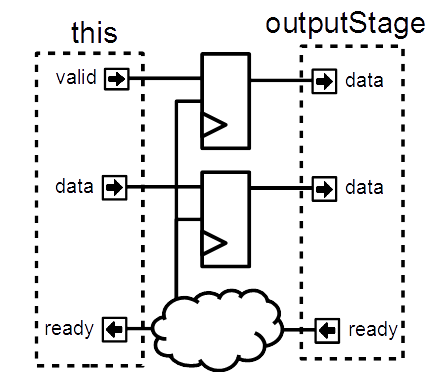 this
outputStage
valid
data
data
data
ready
ready